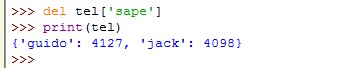 >>> del tel['sape']
>>> print(tel)
{'guido': 4127, 'jack': 4098}
>>>